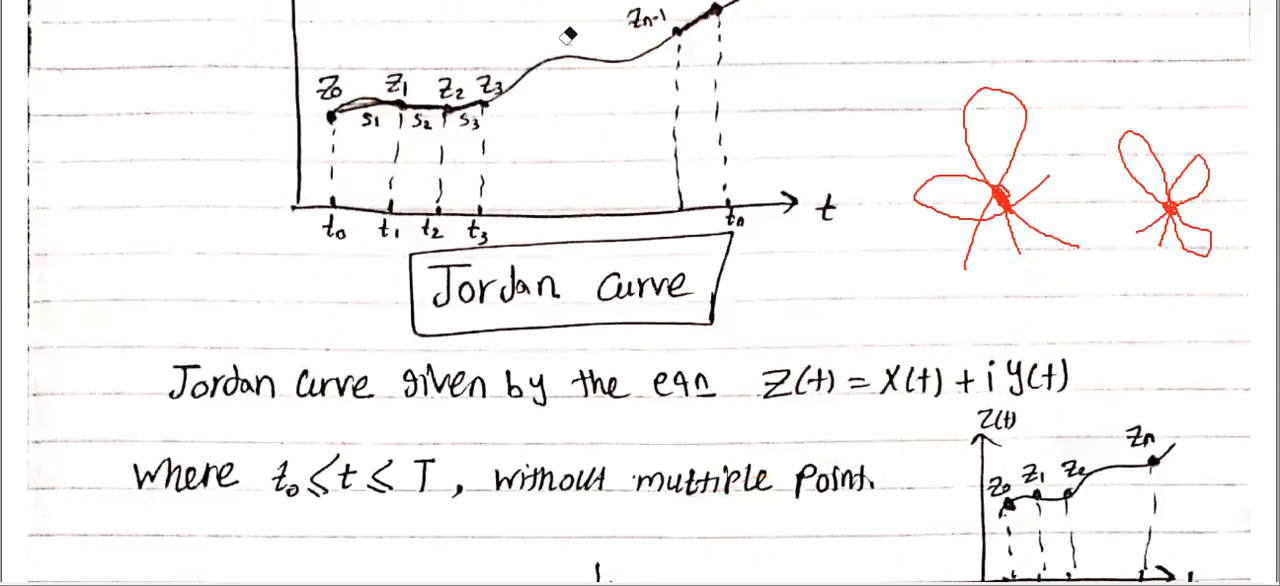 Zn-1
Z0 Z1 Z2 Z3
S1 S2 S3
t0 t1 t2 t3 tn t
Jordan Curve
Jordan Curve given by the eqn Z(t) = X(t) + i y(t)
Z(t)
where t0 ≤ t ≤ T, without multiple point.
Zn
Z0 Z1 Z2